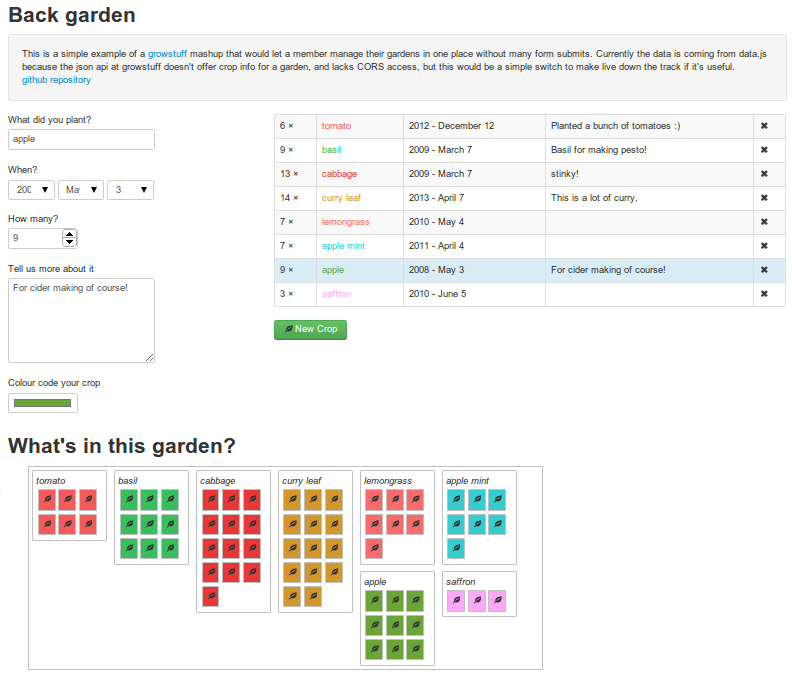 Back garden
This is a simple example of a growstuff mashup that would let a member manage their gardens in one place without many form submits. Currently the data is coming from data.js
because the json api at growstuff doesn't offer crop info for a garden, and lacks CORS access, but this would be a simple switch to make live down the track if it's useful.
github repository
What did you plant?
apple
When?
200 Ma 3
How many?
9
Tell us more about it
For cider making of course!
Colour code your crop
6 × tomato 2012 - December 12 Planted a bunch of tomatoes :) ✖
9 × basil 2009 - March 7 Basil for making pesto! ✖
13 × cabbage 2009 - March 7 stinky! ✖
14 × curry leaf 2013 - April 7 This is a lot of curry. ✖
7 × lemongrass 2010 - May 4 ✖
7 × apple mint 2011 - April 4 ✖
9 × apple 2008 - May 3 For cider making of course! ✖
3 × saffron 2010 - June 5 ✖
New Crop
What's in this garden?
tomato basil cabbage curry leaf lemongrass apple mint
apple saffron